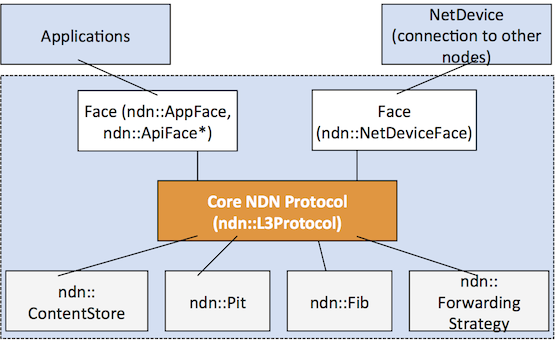 Applications
NetDevice
(connection to other
nodes)
Face (ndn::AppFace,
ndn::ApiFace*)
Face
(ndn::NetDeviceFace)
Core NDN Protocol
(ndn::L3Protocol)
ndn::
ContentStore
ndn::Pit
ndn::Fib
ndn::
Forwarding
Strategy